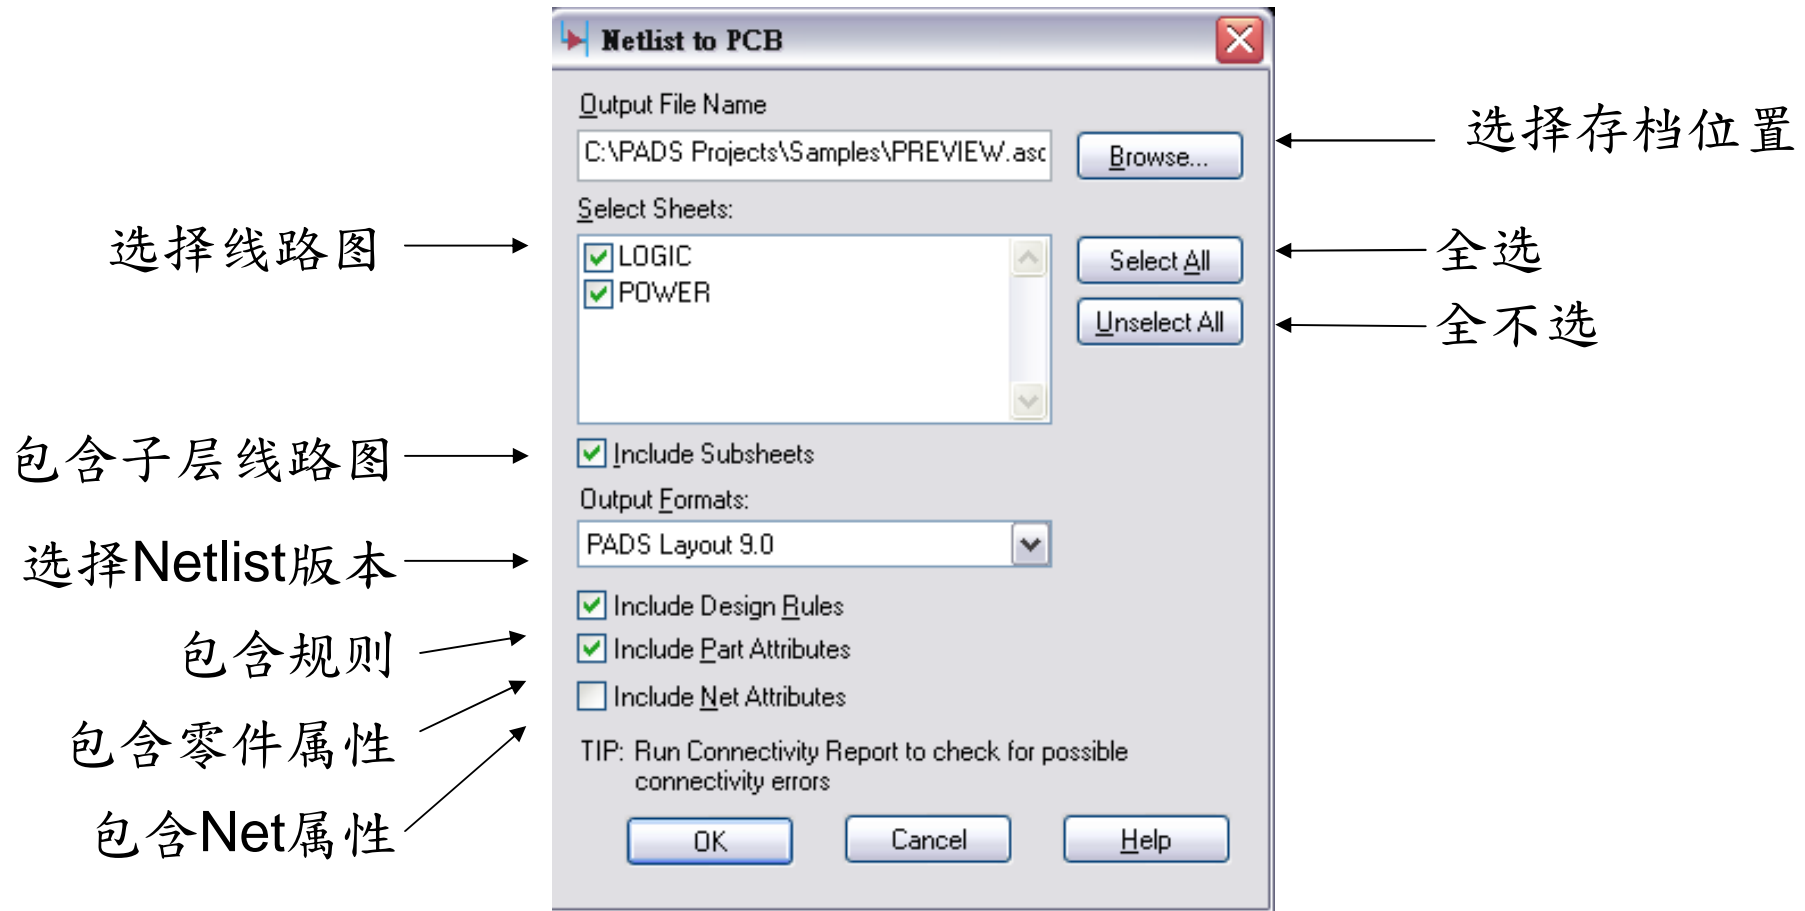 Netlist to PCB
Output File Name
选择存档位置
C:\PADS Projects\Samples\PREVIEW.asc
Browse...
Select Sheets:
选择线路图
LOGIC
Select All
全选
POWER
Unselect All
全不选
包含子层线路图
Include Subsheets
Output Formats:
选择Netlist版本
PADS Layout 9.0
Include Design Rules
包含规则
Include Part Attributes
包含零件属性
Include Net Attributes
包含Net属性
TIP: Run Connectivity Report to check for possible
connectivity errors
OK
Cancel
Help